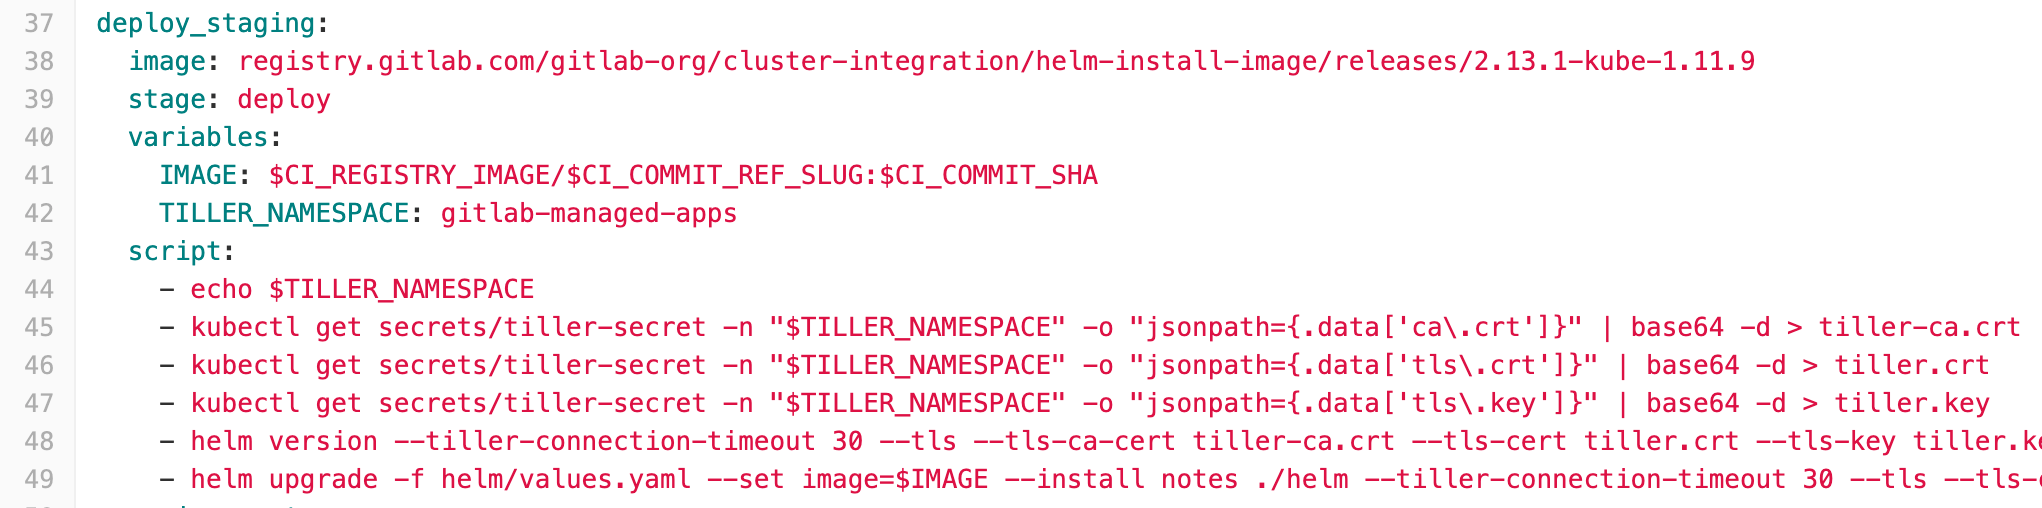 37 deploy_staging:
38 image: registry.gitlab.com/gitlab-org/cluster-integration/helm-install-image/releases/2.13.1-kube-1.11.9
39 stage: deploy
40 variables:
41 IMAGE: $CI_REGISTRY_IMAGE/$CI_COMMIT_REF_SLUG:$CI_COMMIT_SHA
42 TILLER_NAMESPACE: gitlab-managed-apps
43 script:
44 - echo $TILLER_NAMESPACE
45 - kubectl get secrets/tiller-secret -n "$TILLER_NAMESPACE" -o "jsonpath={.data['ca\.crt']}" | base64 -d > tiller-ca.crt
46 - kubectl get secrets/tiller-secret -n "$TILLER_NAMESPACE" -o "jsonpath={.data['tls\.crt']}" | base64 -d > tiller.crt
47 - kubectl get secrets/tiller-secret -n "$TILLER_NAMESPACE" -o "jsonpath={.data['tls\.key']}" | base64 -d > tiller.key
48 - helm version --tiller-connection-timeout 30 --tls --tls-ca-cert tiller-ca.crt --tls-cert tiller.crt --tls-key tiller.k
49 - helm upgrade -f helm/values.yaml --set image=$IMAGE --install notes ./helm --tiller-connection-timeout 30 --tls --tls-